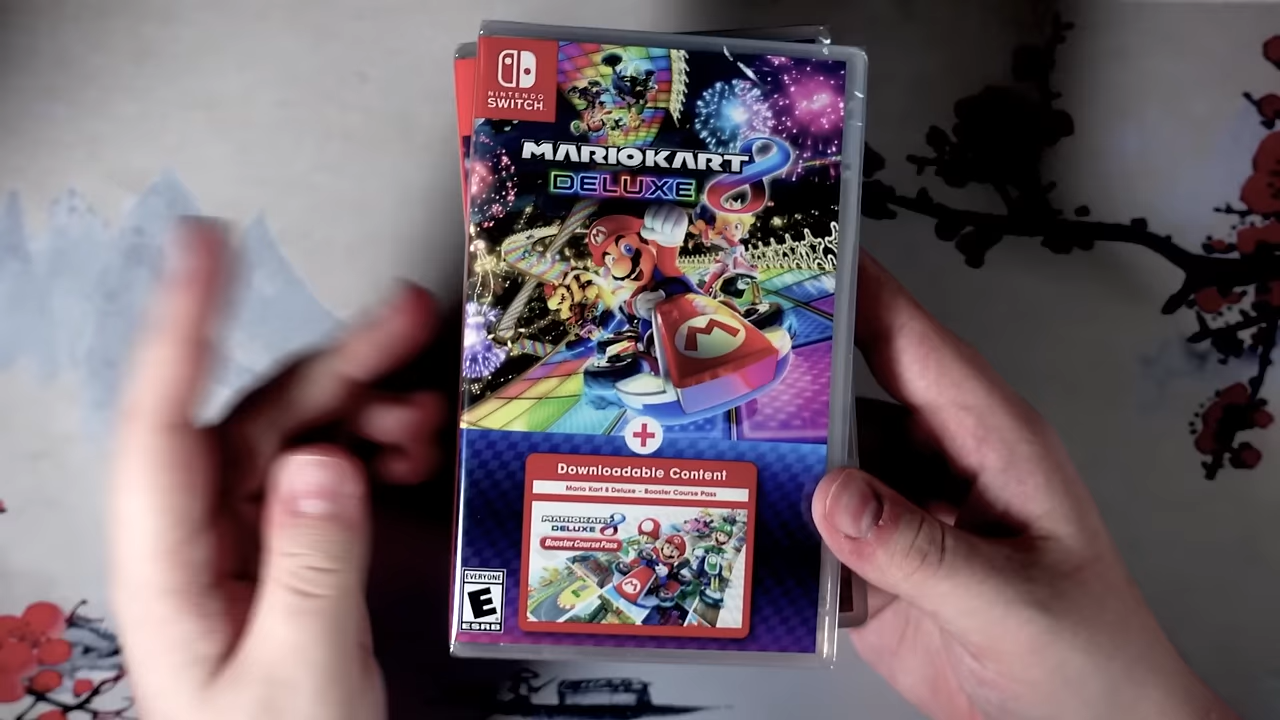 NINTENDO
SWITCH
MARIOKART 8
DELUXE
Downloadable Content
Mario Kart 8 Deluxe – Booster Course Pass
MARIOKART 8
DELUXE
Booster Course Pass
EVERYONE
E
ESRB